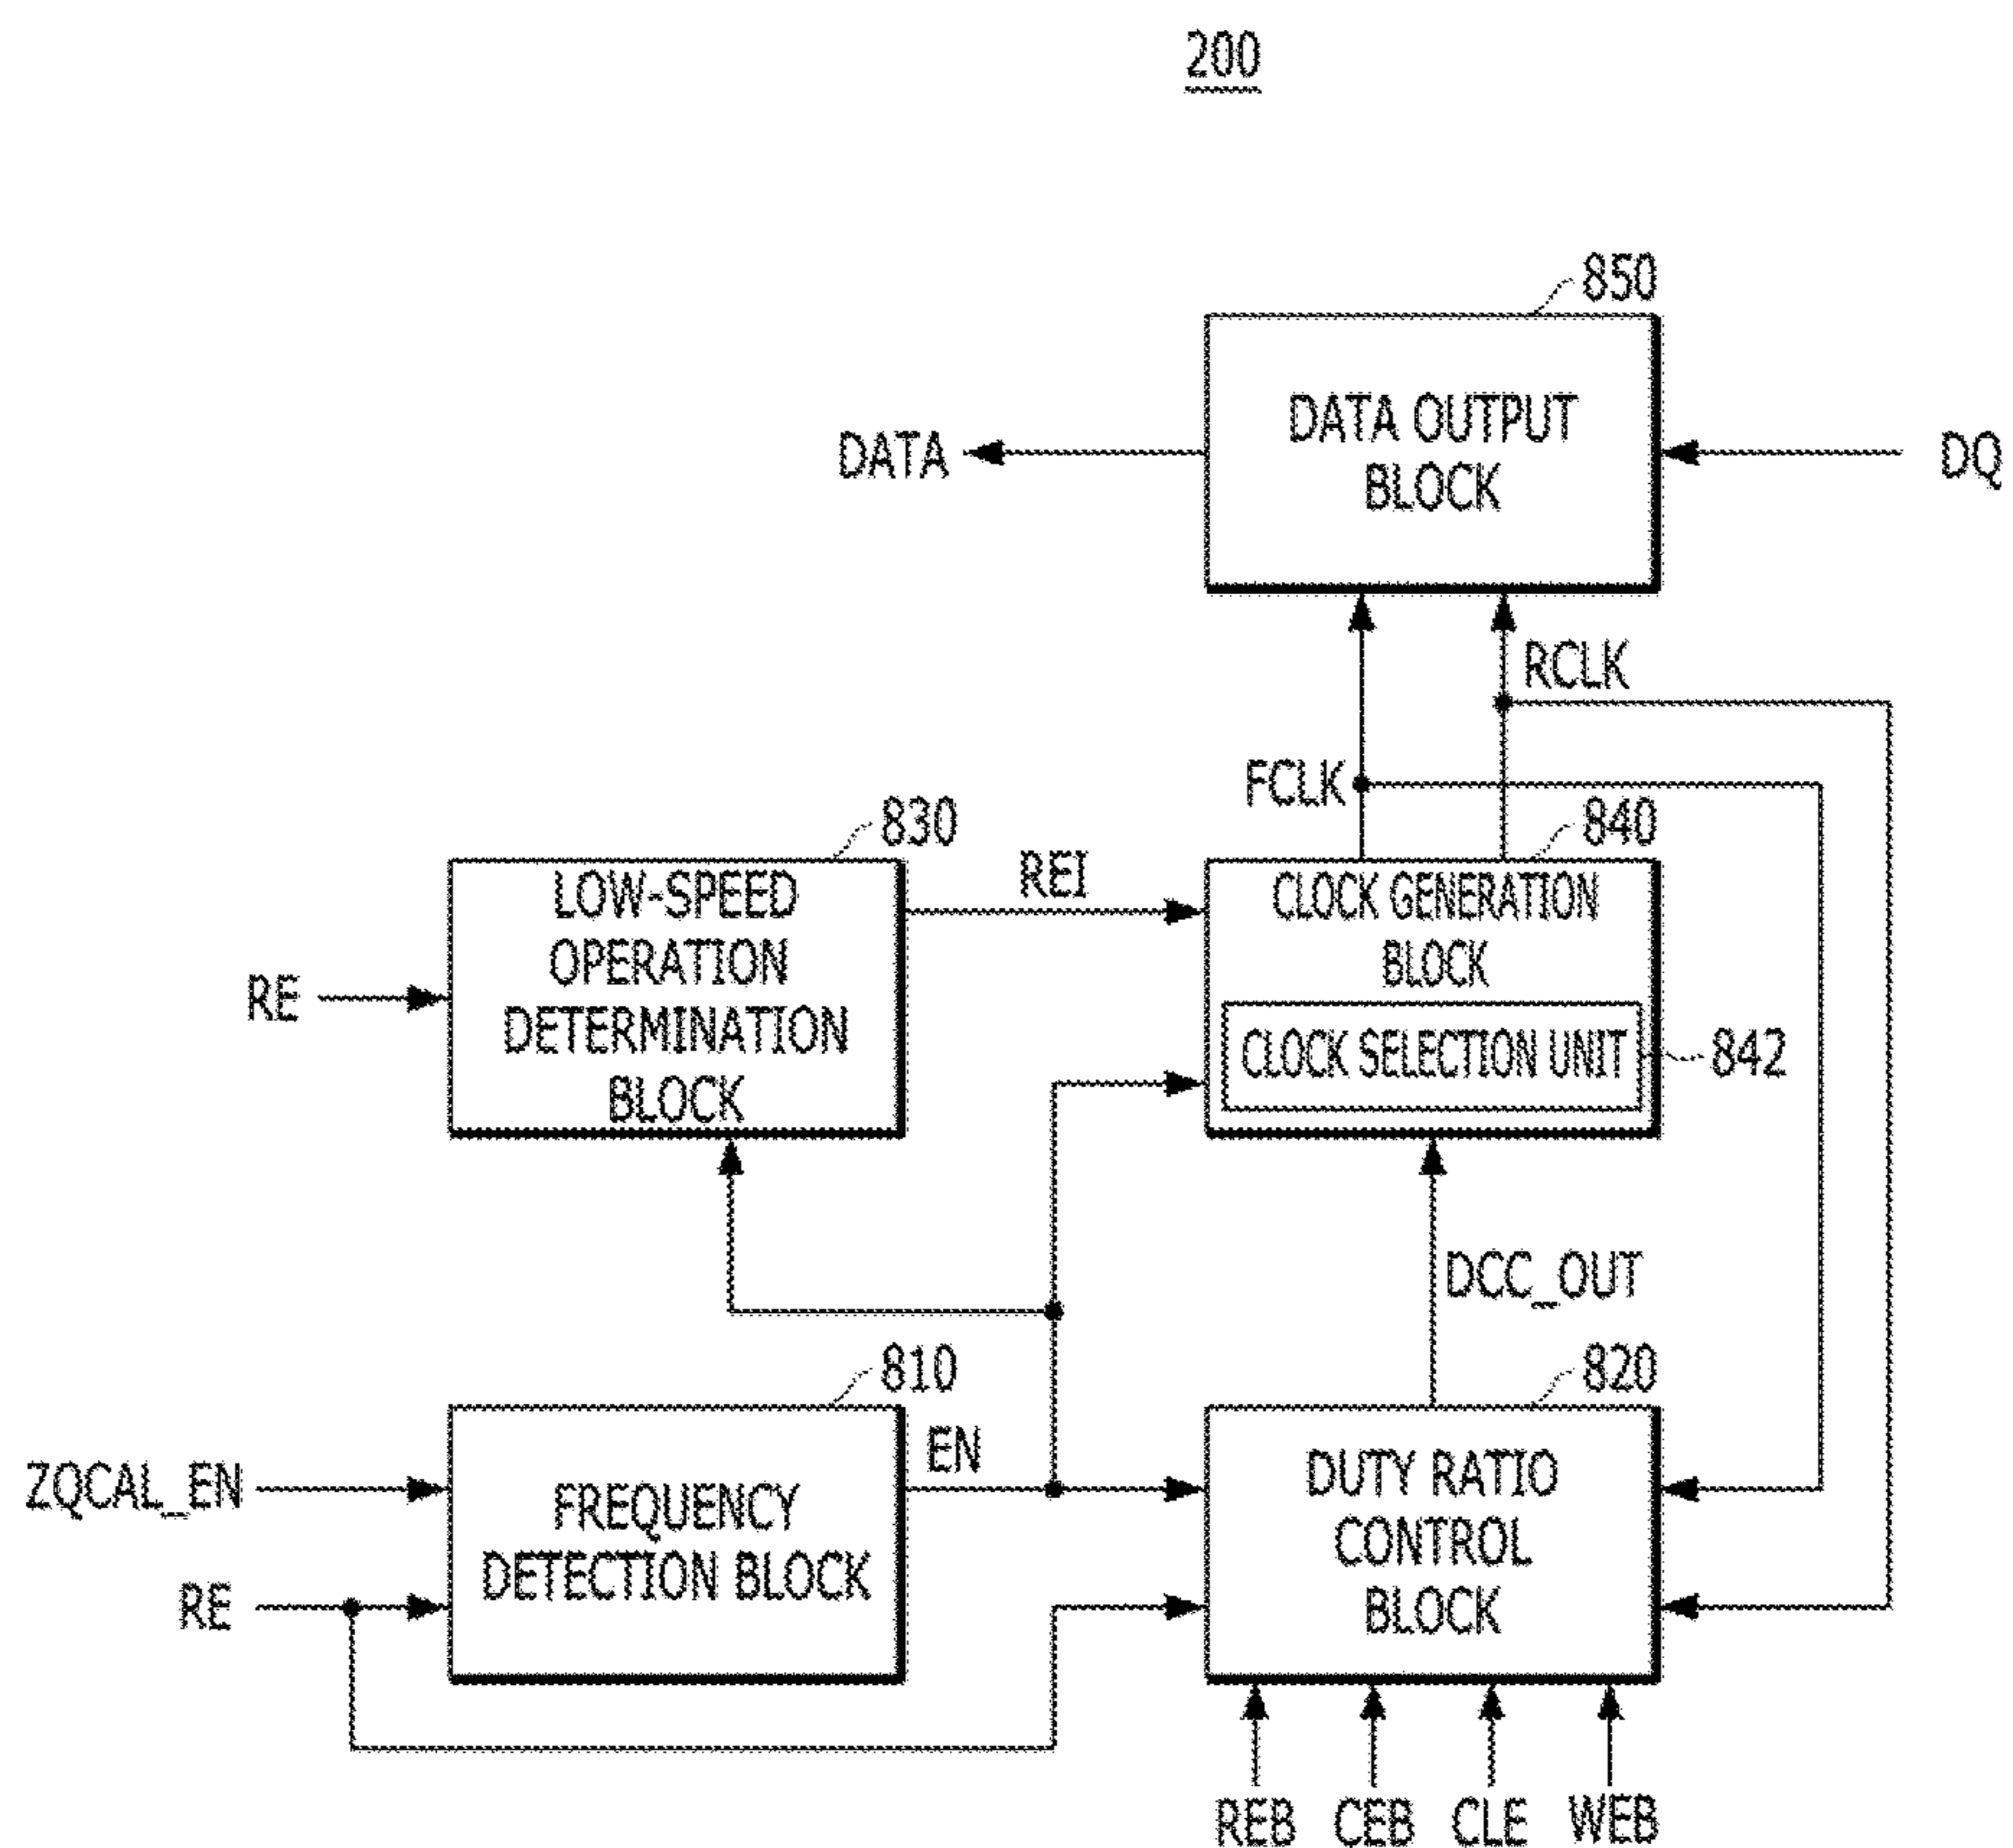 200
850
DATA OUTPUT
BLOCK
DATA
DQ
RCLK
FCLK
830
840
LOW-SPEED
OPERATION
DETERMINATION
BLOCK
REI
CLOCK GENERATION
BLOCK
RE
CLOCK SELECTION UNIT
842
DCC_OUT
810
820
EN
ZQCAL_EN
FREQUENCY
DETECTION BLOCK
DUTY RATIO
CONTROL
BLOCK
RE
REB CEB CLE WEB